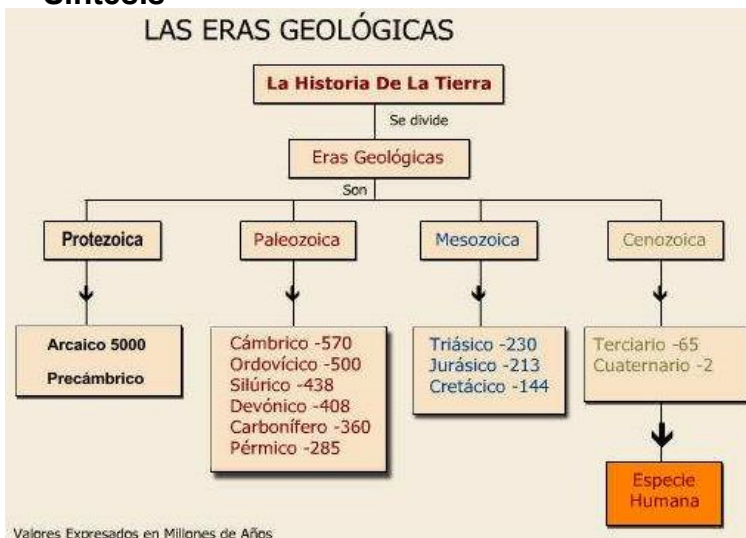 Síntesis
LAS ERAS GEOLÓGICAS
La Historia De La Tierra
Se divide
Eras Geológicas
Son
Protezoica
Paleozoica
Mesozoica
Cenozoica
Arcaico 5000
Precámbrico
Cámbrico -570
Ordovícico -500
Silúrico -438
Devónico -408
Carbonífero -360
Pérmico -285
Triásico -230
Jurásico -213
Cretácico -144
Terciario -65
Cuaternario -2
Especie
Humana
Valores Expresados en Millones de Años